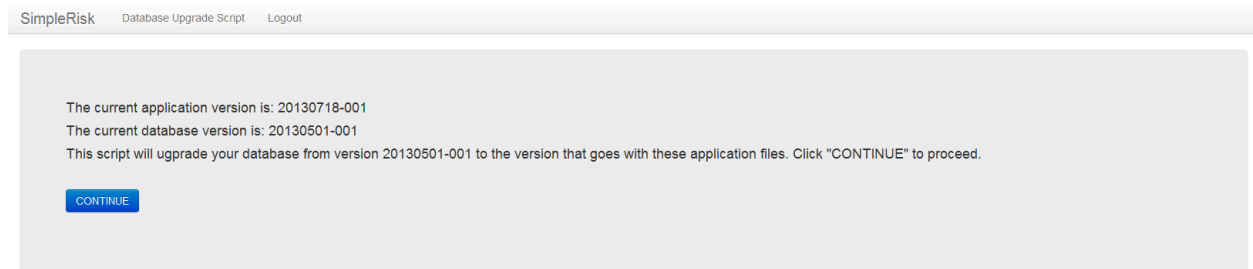 SimpleRisk Database Upgrade Script Logout
The current application version is: 20130718-001
The current database version is: 20130501-001
This script will ugprade your database from version 20130501-001 to the version that goes with these application files. Click "CONTINUE" to proceed.
CONTINUE